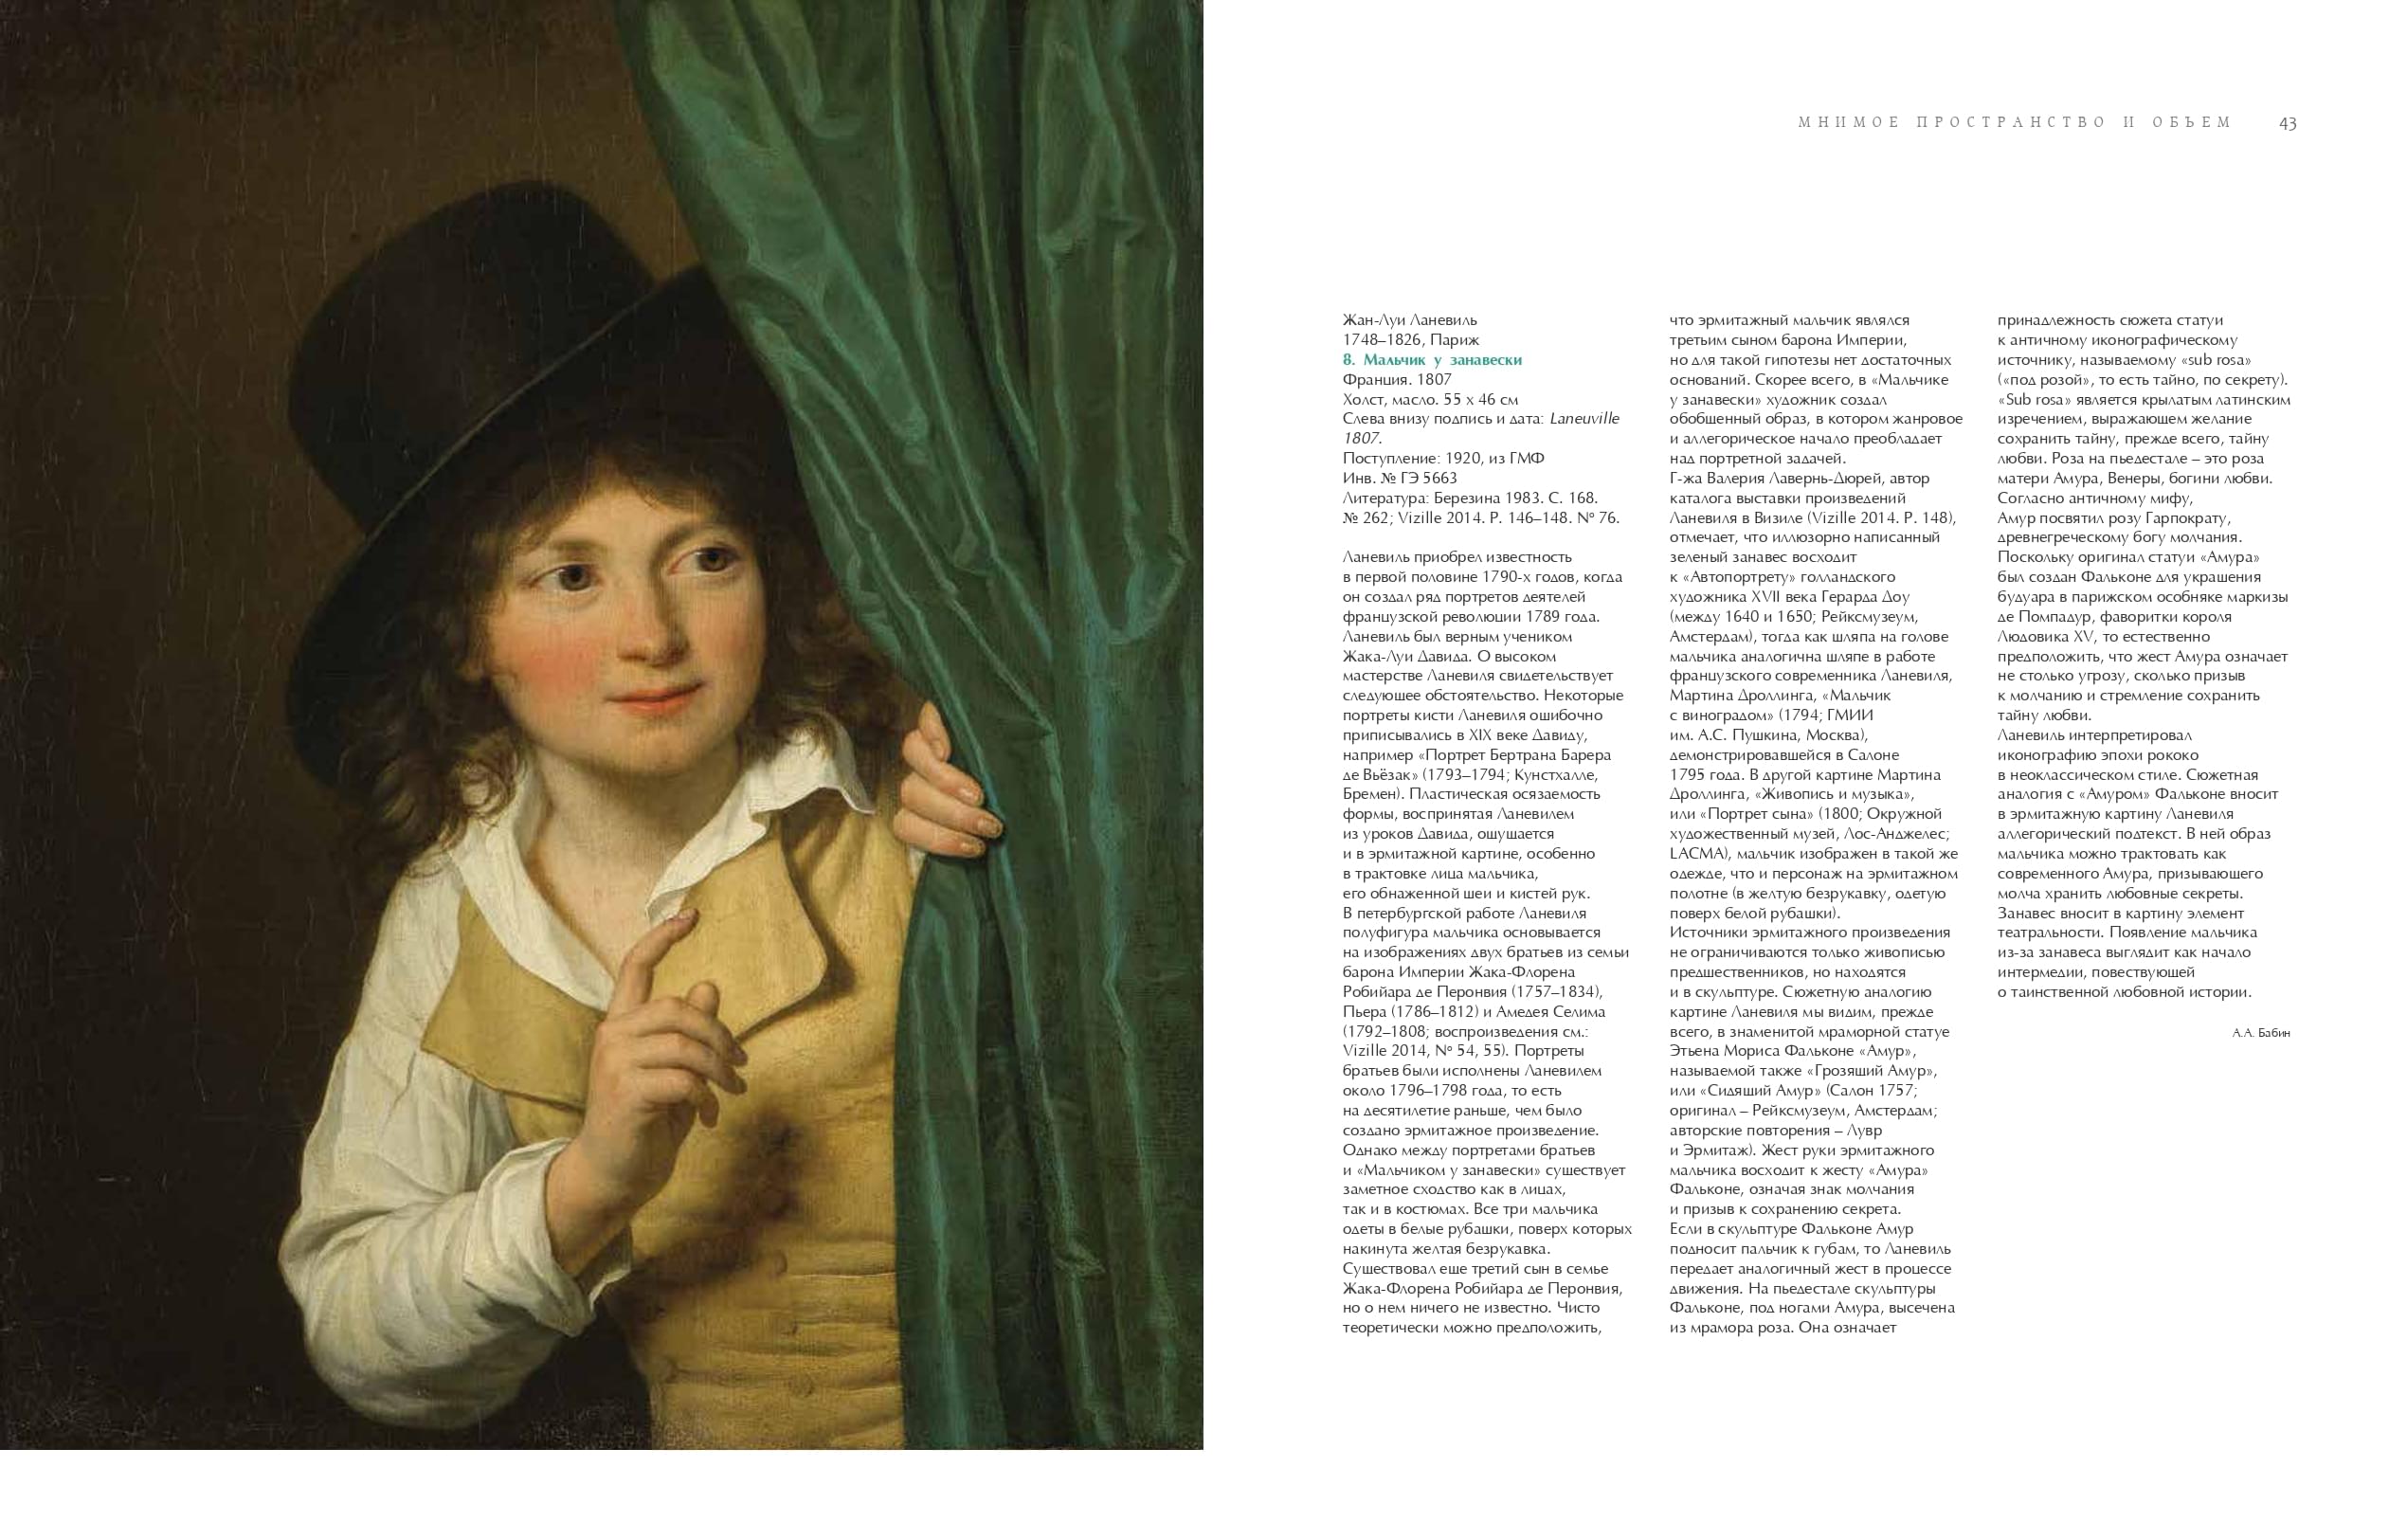 МНИМОЕ ПРОСТРАНСТВО И ОБЪЕМ 43
Жан-Луи Ланевиль
1748–1826, Париж
8. Мальчик у занавески
Франция. 1807
Холст, масло. 55 x 46 см
Слева внизу подпись и дата: Laneuville
1807.
Поступление: 1920, из ГМФ
Инв. № ГЭ 5663
Литература: Березина 1983. С. 168.
№ 262; Vizille 2014. P. 146–148. Nº 76.
Ланевиль приобрел известность
в первой половине 1790-х годов, когда
он создал ряд портретов деятелей
французской революции 1789 года.
Ланевиль был верным учеником
Жака-Луи Давида. О высоком
мастерстве Ланевиля свидетельствует
следующее обстоятельство. Некоторые
портреты кисти Ланевиля ошибочно
приписывались в XIX веке Давиду,
например «Портрет Бертрана Барера
де Вьёзак» (1793–1794; Кунстхалле,
Бремен). Пластическая осязаемость
формы, воспринятая Ланевилем
из уроков Давида, ощущается
и в эрмитажной картине, особенно
в трактовке лица мальчика,
его обнаженной шеи и кистей рук.
В петербургской работе Ланевиля
полуфигура мальчика основывается
на изображениях двух братьев из семьи
барона Империи Жака-Флорена
Робийара де Перонвия (1757–1834),
Пьера (1786–1812) и Амедея Селима
(1792–1808; воспроизведения см.:
Vizille 2014, Nº 54, 55). Портреты
братьев были исполнены Ланевилем
около 1796–1798 года, то есть
на десятилетие раньше, чем было
создано эрмитажное произведение.
Однако между портретами братьев
и «Мальчиком у занавески» существует
заметное сходство как в лицах,
так и в костюмах. Все три мальчика
одеты в белые рубашки, поверх которых
накинута желтая безрукавка.
Существовал еще третий сын в семье
Жака-Флорена Робийара де Перонвия,
но о нем ничего не известно. Чисто
теоретически можно предположить,
что эрмитажный мальчик являлся
третьим сыном барона Империи,
но для такой гипотезы нет достаточных
оснований. Скорее всего, в «Мальчике
у занавески» художник создал
обобщенный образ, в котором жанровое
и аллегорическое начало преобладает
над портретной задачей.
Г-жа Валерия Лавернь-Дюрей, автор
каталога выставки произведений
Ланевиля в Визиле (Vizille 2014. P. 148),
отмечает, что иллюзорно написанный
зеленый занавес восходит
к «Автопортрету» голландского
художника XVII века Герарда Доу
(между 1640 и 1650; Рейксмузеум,
Амстердам), тогда как шляпа на голове
мальчика аналогична шляпе в работе
французского современника Ланевиля,
Мартина Дроллинга, «Мальчик
с виноградом» (1794; ГМИИ
им. А.С. Пушкина, Москва),
демонстрировавшейся в Салоне
1795 года. В другой картине Мартина
Дроллинга, «Живопись и музыка»,
или «Портрет сына» (1800; Окружной
художественный музей, Лос-Анджелес;
LACMA), мальчик изображен в такой же
одежде, что и персонаж на эрмитажном
полотне (в желтую безрукавку, одетую
поверх белой рубашки).
Источники эрмитажного произведения
не ограничиваются только живописью
предшественников, но находятся
и в скульптуре. Сюжетную аналогию
картине Ланевиля мы видим, прежде
всего, в знаменитой мраморной статуе
Этьена Мориса Фальконе «Амур»,
называемой также «Грозящий Амур»,
или «Сидящий Амур» (Салон 1757;
оригинал – Рейксмузеум, Амстердам;
авторские повторения – Лувр
и Эрмитаж). Жест руки эрмитажного
мальчика восходит к жесту «Амура»
Фальконе, означая знак молчания
и призыв к сохранению секрета.
Если в скульптуре Фальконе Амур
подносит пальчик к губам, то Ланевиль
передает аналогичный жест в процессе
движения. На пьедестале скульптуры
Фальконе, под ногами Амура, высечена
из мрамора роза. Она означает
принадлежность сюжета статуи
к античному иконографическому
источнику, называемому «sub rosa»
(«под розой», то есть тайно, по секрету).
«Sub rosa» является крылатым латинским
изречением, выражающем желание
сохранить тайну, прежде всего, тайну
любви. Роза на пьедестале – это роза
матери Амура, Венеры, богини любви.
Согласно античному мифу,
Амур посвятил розу Гарпократу,
древнегреческому богу молчания.
Поскольку оригинал статуи «Амура»
был создан Фальконе для украшения
будуара в парижском особняке маркизы
де Помпадур, фаворитки короля
Людовика XV, то естественно
предположить, что жест Амура означает
не столько угрозу, сколько призыв
к молчанию и стремление сохранить
тайну любви.
Ланевиль интерпретировал
иконографию эпохи рококо
в неоклассическом стиле. Сюжетная
аналогия с «Амуром» Фальконе вносит
в эрмитажную картину Ланевиля
аллегорический подтекст. В ней образ
мальчика можно трактовать как
современного Амура, призывающего
молча хранить любовные секреты.
Занавес вносит в картину элемент
театральности. Появление мальчика
из-за занавеса выглядит как начало
интермедии, повествующей
о таинственной любовной истории.
А.А. Бабин